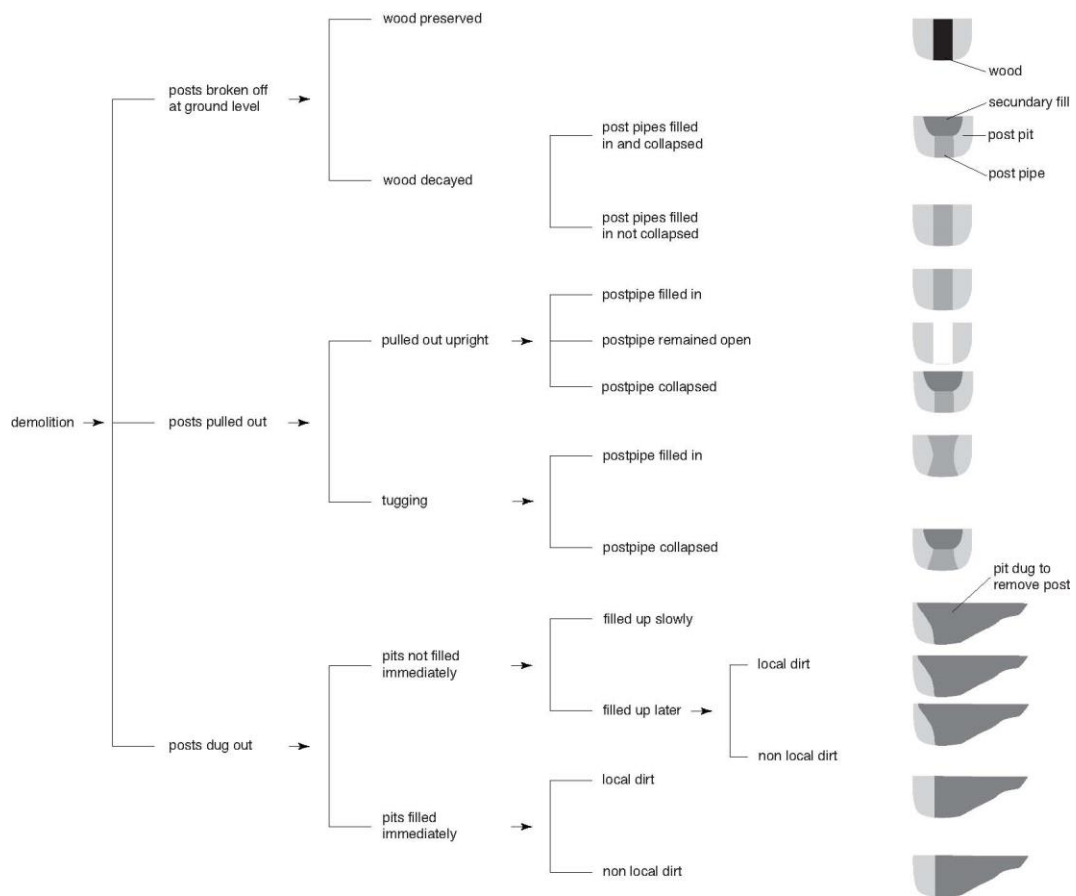 wood preserved
wood
posts broken off
at ground level
secundary fill
post pipes filled
in and collapsed
post pit
wood decayed
post pipe
post pipes filled
in not collapsed
postpipe filled in
pulled out upright
postpipe remained open
postpipe collapsed
demolition
posts pulled out
postpipe filled in
tugging
postpipe collapsed
pit dug to
remove post
filled up slowly
pits not filled
immediately
local dirt
filled up later
posts dug out
non local dirt
local dirt
pits filled
immediately
non local dirt